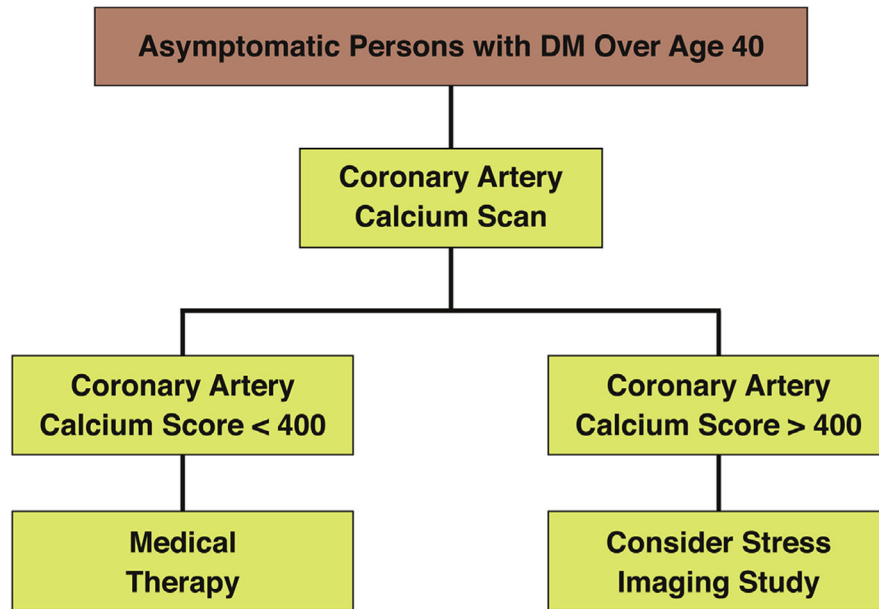 Asymptomatic Persons with DM Over Age 40
Coronary Artery
Calcium Scan
Coronary Artery
Calcium Score < 400
Coronary Artery
Calcium Score > 400
Medical
Therapy
Consider Stress
Imaging Study